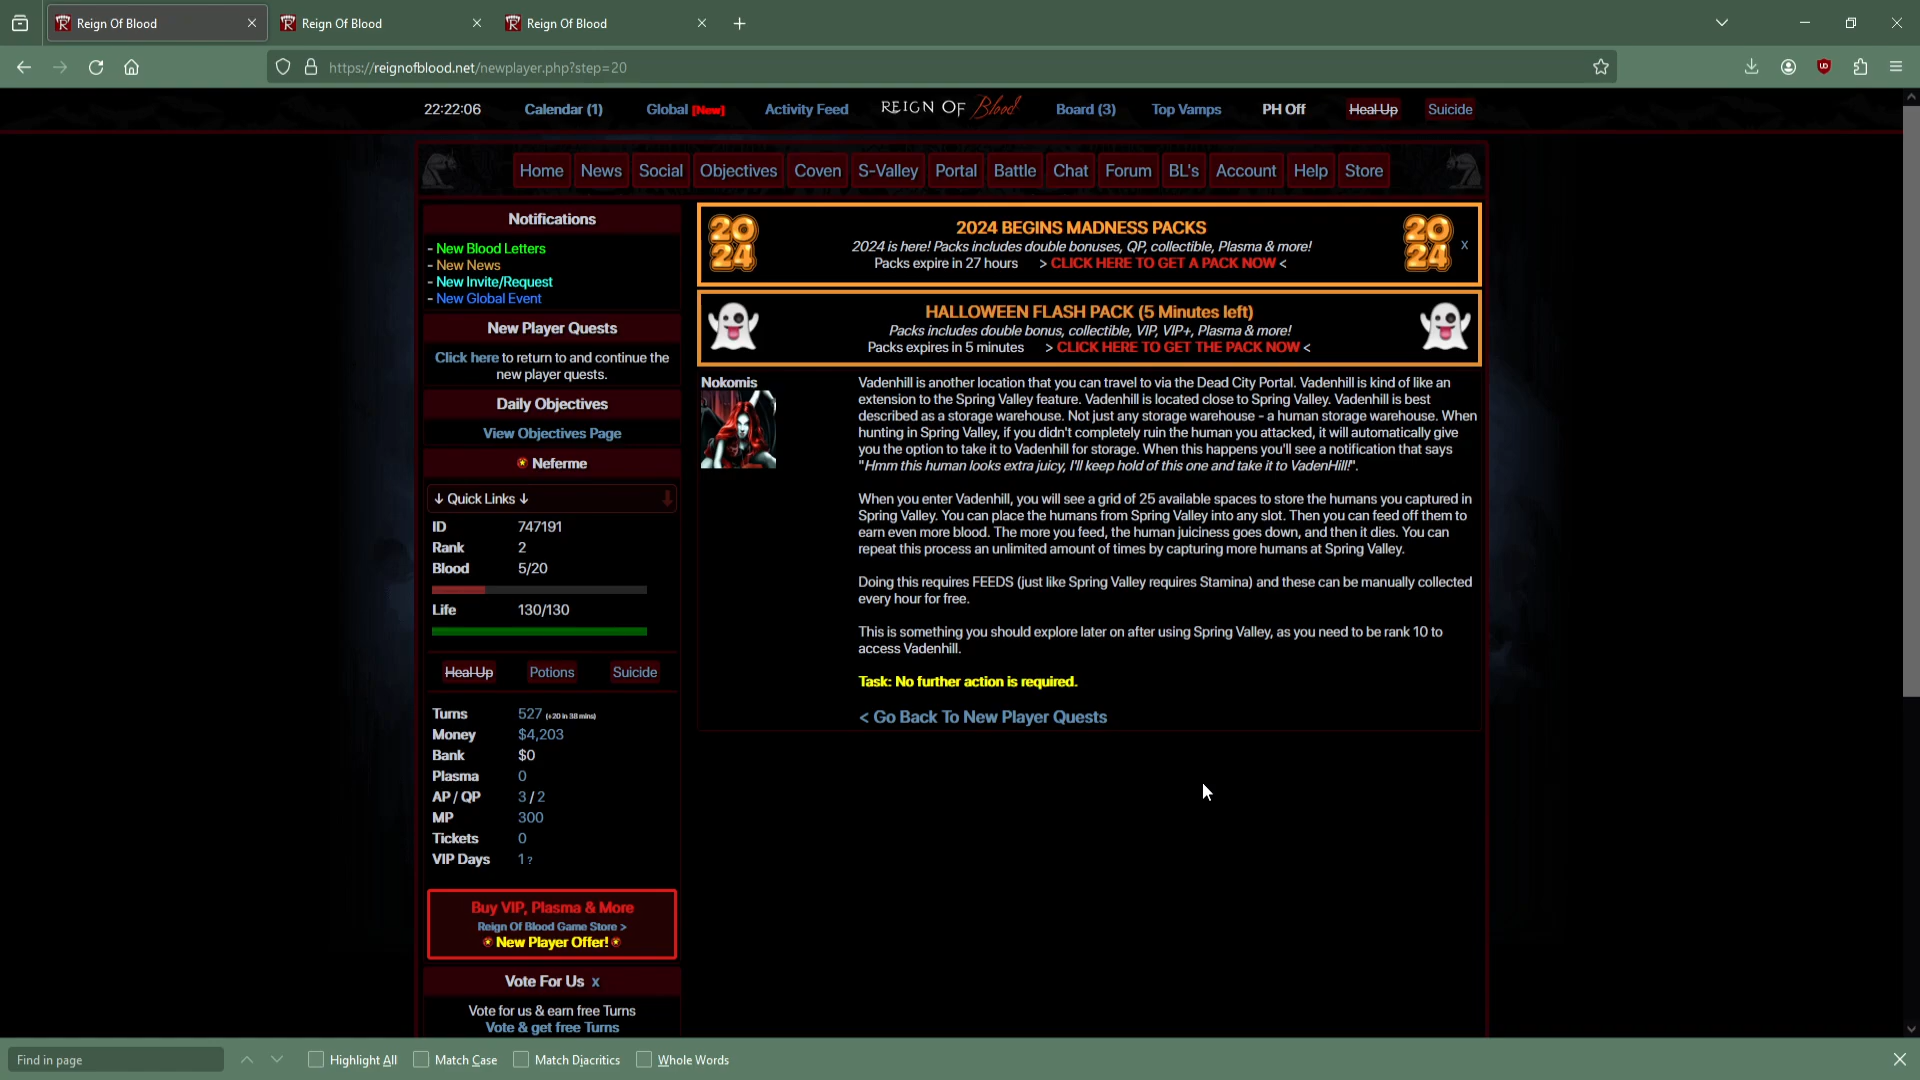 Reign Of Blood
Reign Of Blood
Reign Of Blood
https://reignofblood.net/newplayer.php?step=20
22:22:06 Calendar (1) Global [New] Activity Feed REIGN OF Blood Board (3) Top Vamps PH Off Heal Up Suicide
Home News Social Objectives Coven S-Valley Portal Battle Chat Forum BL's Account Help Store
Notifications
- New Blood Letters
- New News
- New Invite/Request
- New Global Event
New Player Quests
Click here to return to and continue the
new player quests.
Daily Objectives
View Objectives Page
Neferme
↓ Quick Links ↓
ID 747191
Rank 2
Blood 5/20
Life 130/130
Heal Up Potions Suicide
Turns 527 (+20 in 38 mins)
Money $4,203
Bank $0
Plasma 0
AP / QP 3 / 2
MP 300
Tickets 0
VIP Days 1 ?
Buy VIP, Plasma & More
Reign Of Blood Game Store >
New Player Offer!
Vote For Us x
Vote for us & earn free Turns
Vote & get free Turns
2024
2024 BEGINS MADNESS PACKS
2024 is here! Packs includes double bonuses, QP, collectible, Plasma & more!
Packs expire in 27 hours > CLICK HERE TO GET A PACK NOW <
2024
x
HALLOWEEN FLASH PACK (5 Minutes left)
Packs includes double bonus, collectible, VIP, VIP+, Plasma & more!
Packs expires in 5 minutes > CLICK HERE TO GET THE PACK NOW <
Nokomis
Vadenhill is another location that you can travel to via the Dead City Portal. Vadenhill is kind of like an
extension to the Spring Valley feature. Vadenhill is located close to Spring Valley. Vadenhill is best
described as a storage warehouse. Not just any storage warehouse - a human storage warehouse. When
hunting in Spring Valley, if you didn't completely ruin the human you attacked, it will automatically give
you the option to take it to Vadenhill for storage. When this happens you'll see a notification that says
"Hmm this human looks extra juicy, I'll keep hold of this one and take it to VadenHill!".
When you enter Vadenhill, you will see a grid of 25 available spaces to store the humans you captured in
Spring Valley. You can place the humans from Spring Valley into any slot. Then you can feed off them to
earn even more blood. The more you feed, the human juiciness goes down, and then it dies. You can
repeat this process an unlimited amount of times by capturing more humans at Spring Valley.
Doing this requires FEEDS (just like Spring Valley requires Stamina) and these can be manually collected
every hour for free.
This is something you should explore later on after using Spring Valley, as you need to be rank 10 to
access Vadenhill.
Task: No further action is required.
< Go Back To New Player Quests
Find in page Highlight All Match Case Match Diacritics Whole Words